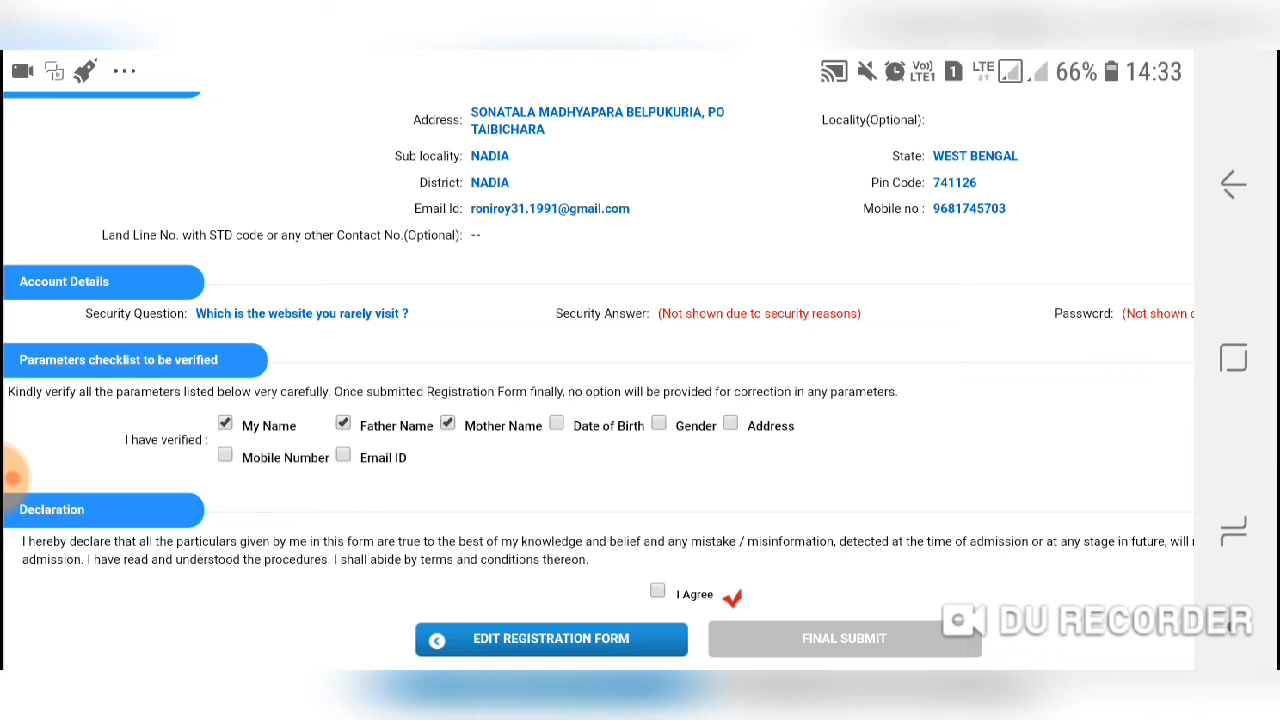 VoI) LTE1 1 LTE 66% 14:33
Address: SONATALA MADHYAPARA BELPUKURIA, PO Locality(Optional):
TAIBICHARA
Sub locality: NADIA State: WEST BENGAL
District: NADIA Pin Code: 741126
Email Id: roniroy31.1991@gmail.com Mobile no : 9681745703
Land Line No. with STD code or any other Contact No.(Optional): --
Account Details
Security Question: Which is the website you rarely visit ? Security Answer: (Not shown due to security reasons) Password: (Not shown
Parameters checklist to be verified
Kindly verify all the parameters listed below very carefully. Once submitted Registration Form finally, no option will be provided for correction in any parameters.
I have verified : My Name Father Name Mother Name Date of Birth Gender Address
Mobile Number Email ID
Declaration
I hereby declare that all the particulars given by me in this form are true to the best of my knowledge and belief and any mistake / misinformation, detected at the time of admission or at any stage in future, will
admission. I have read and understood the procedures. I shall abide by terms and conditions thereon.
I Agree
EDIT REGISTRATION FORM FINAL SUBMIT
DU RECORDER